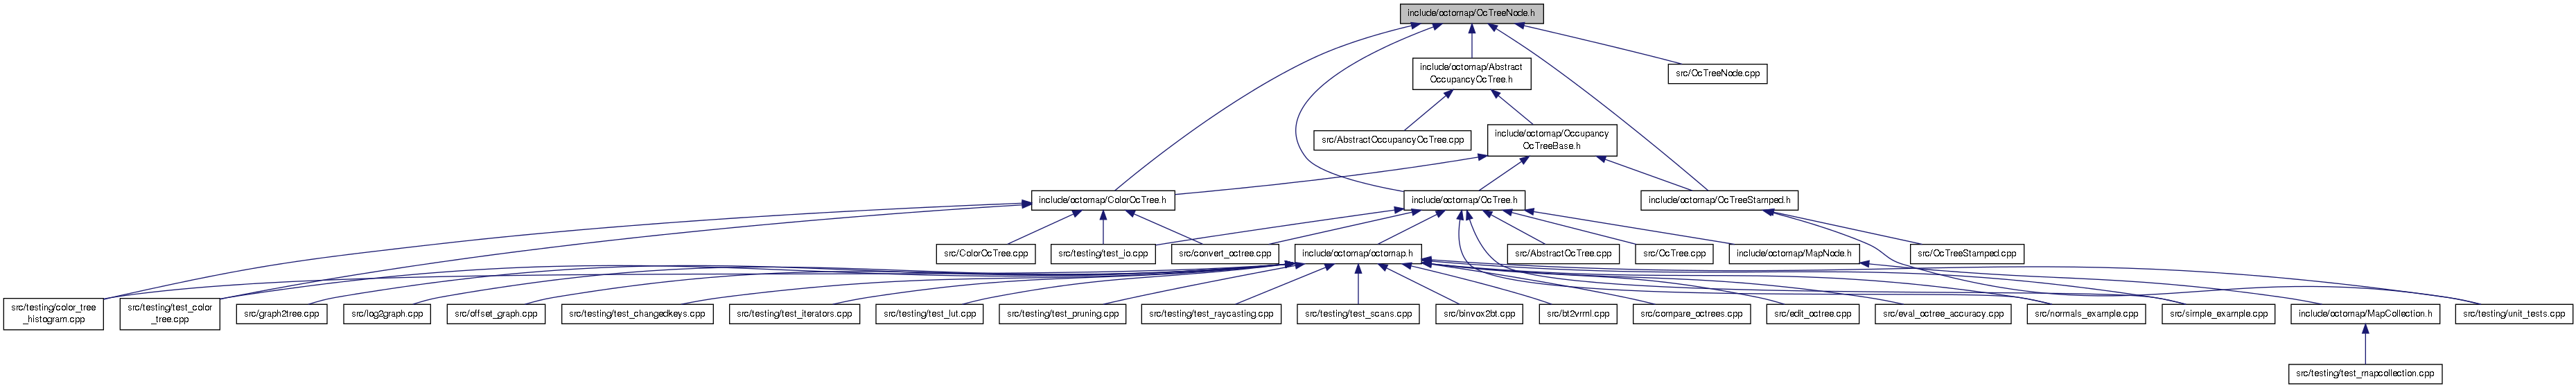 include/octomap/OcTreeNode.h
include/octomap/Abstract
OccupancyOcTree.h
src/OcTreeNode.cpp
src/AbstractOccupancyOcTree.cpp
include/octomap/Occupancy
OcTreeBase.h
include/octomap/ColorOcTree.h
include/octomap/OcTree.h
include/octomap/OcTreeStamped.h
src/ColorOcTree.cpp
src/testing/test_io.cpp
src/convert_octree.cpp
include/octomap/octomap.h
src/AbstractOcTree.cpp
src/OcTree.cpp
include/octomap/MapNode.h
src/OcTreeStamped.cpp
src/testing/color_tree
_histogram.cpp
src/testing/test_color
_tree.cpp
src/graph2tree.cpp
src/log2graph.cpp
src/offset_graph.cpp
src/testing/test_changedkeys.cpp
src/testing/test_iterators.cpp
src/testing/test_lut.cpp
src/testing/test_pruning.cpp
src/testing/test_raycasting.cpp
src/testing/test_scans.cpp
src/binvox2bt.cpp
src/bt2vrml.cpp
src/compare_octrees.cpp
src/edit_octree.cpp
src/eval_octree_accuracy.cpp
src/normals_example.cpp
src/simple_example.cpp
include/octomap/MapCollection.h
src/testing/unit_tests.cpp
src/testing/test_mapcollection.cpp